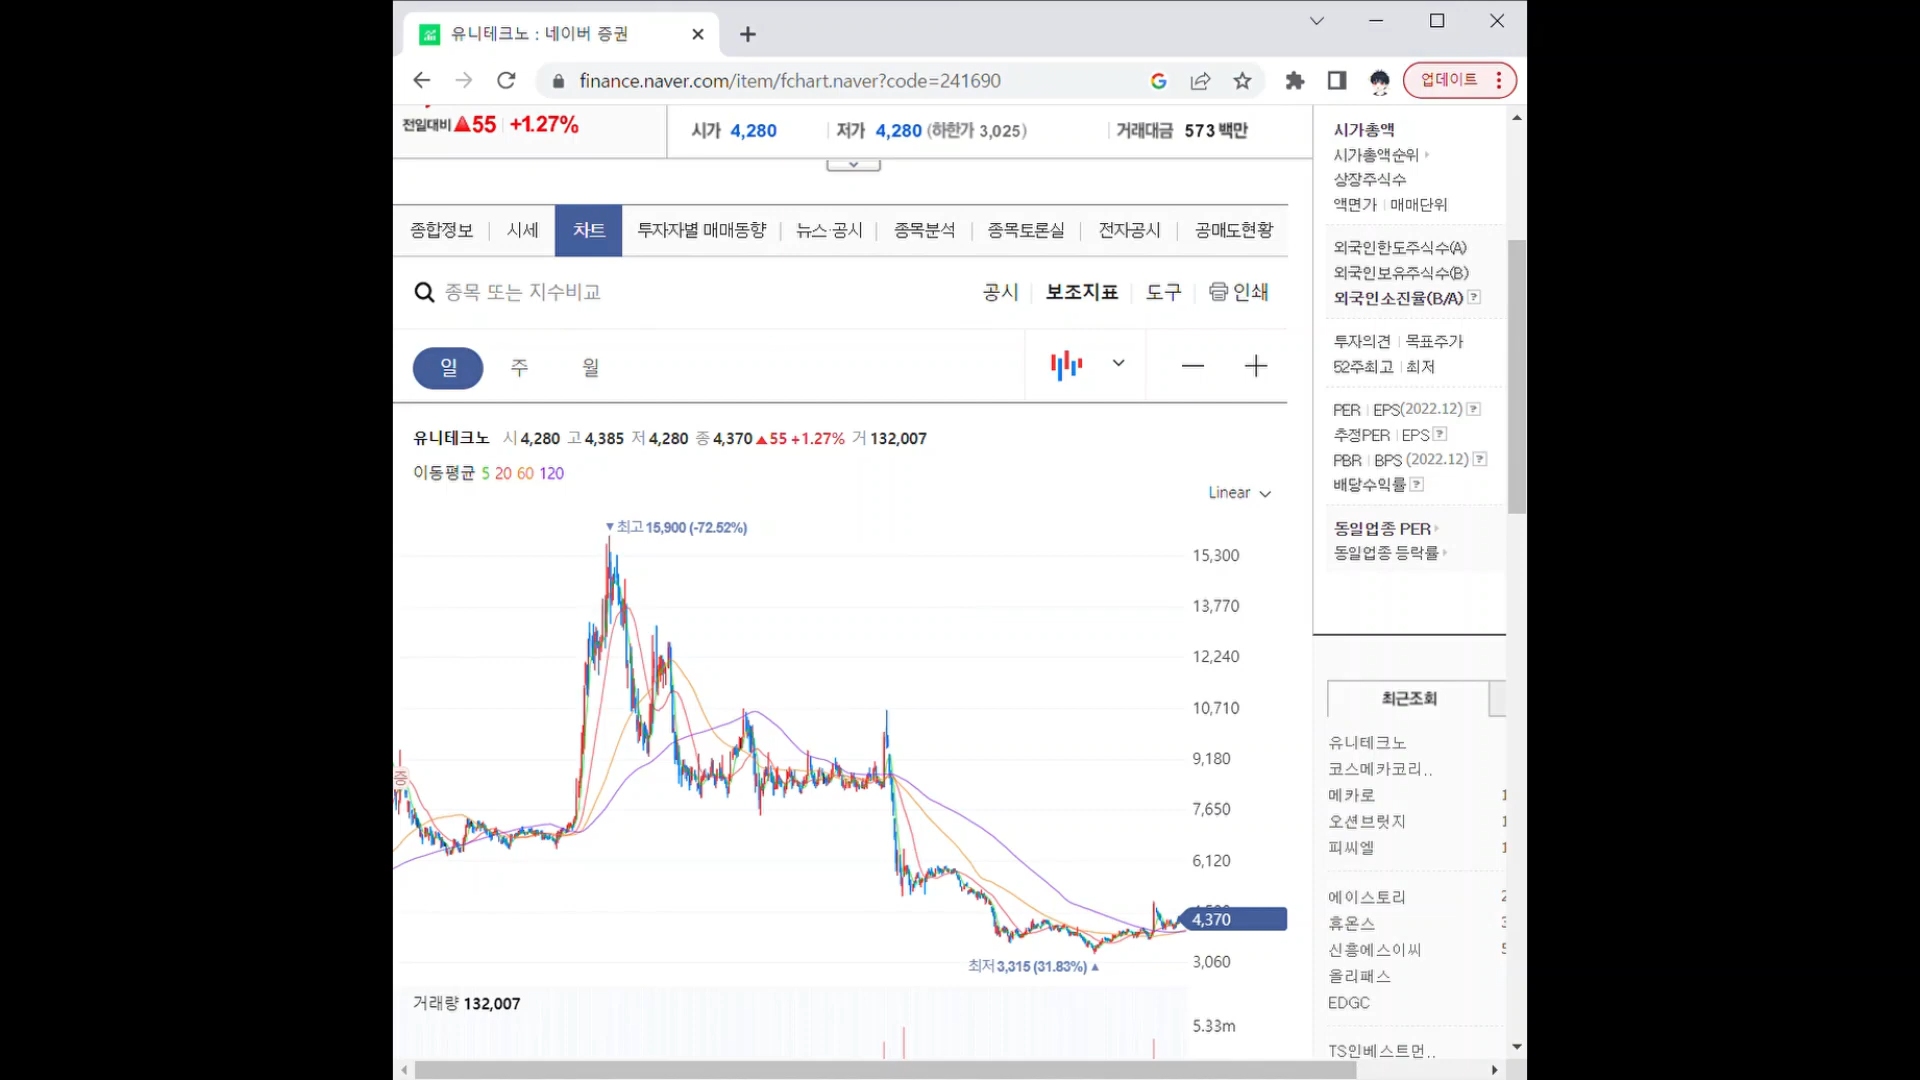 유니테크노 : 네이버 증권
finance.naver.com/item/fchart.naver?code=241690
업데이트
전일대비 ▲55 +1.27%
시가 4,280 저가 4,280 (하한가 3,025) 거래대금 573 백만
종합정보 시세 차트 투자자별 매매동향 뉴스·공시 종목분석 종목토론실 전자공시 공매도현황
종목 또는 지수비교
공시 보조지표 도구 인쇄
일 주 월
유니테크노 시 4,280 고 4,385 저 4,280 종 4,370 ▲55 +1.27% 거 132,007
이동평균 5 20 60 120
Linear
▼최고 15,900 (-72.52%)
15,300
13,770
12,240
10,710
9,180
7,650
6,120
4,370
최저 3,315 (31.83%) ▲
3,060
거래량 132,007
5.33m
시가총액
시가총액순위
상장주식수
액면가 매매단위
외국인한도주식수(A)
외국인보유주식수(B)
외국인소진율(B/A) ?
투자의견 목표주가
52주최고 최저
PER EPS(2022.12) ?
추정PER EPS ?
PBR BPS (2022.12) ?
배당수익률 ?
동일업종 PER
동일업종 등락률
최근조회
유니테크노
코스메카코리..
메카로 1
오션브릿지 1
피씨엘 1
에이스토리 2
휴온스 3
신흥에스이씨 5
올리패스
EDGC
TS인베스트먼..